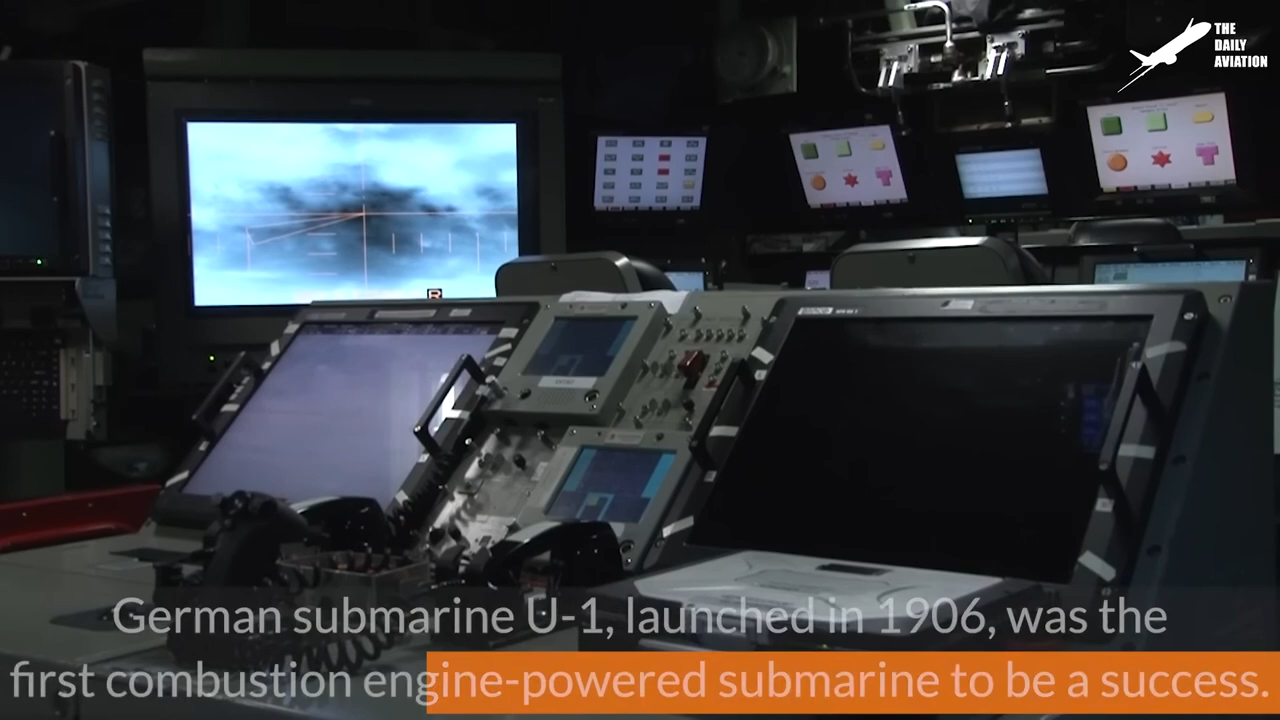 THE
DAILY
AVIATION
German submarine U-1, launched in 1906, was the
first combustion engine-powered submarine to be a success.